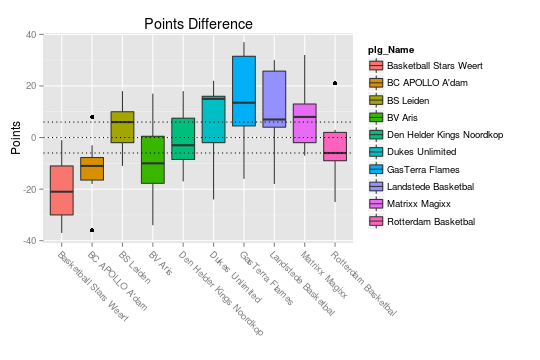 Points Difference
Points
40
20
0
-20
-40
Basketball Stars Weert
BC APOLLO A'dam
BS Leiden
BV Aris
Den Helder Kings Noordkop
Dukes Unlimited
GasTerra Flames
Landstede Basketbal
Matrixx Magixx
Rotterdam Basketbal
plg_Name
Basketball Stars Weert
BC APOLLO A'dam
BS Leiden
BV Aris
Den Helder Kings Noordkop
Dukes Unlimited
GasTerra Flames
Landstede Basketbal
Matrixx Magixx
Rotterdam Basketbal